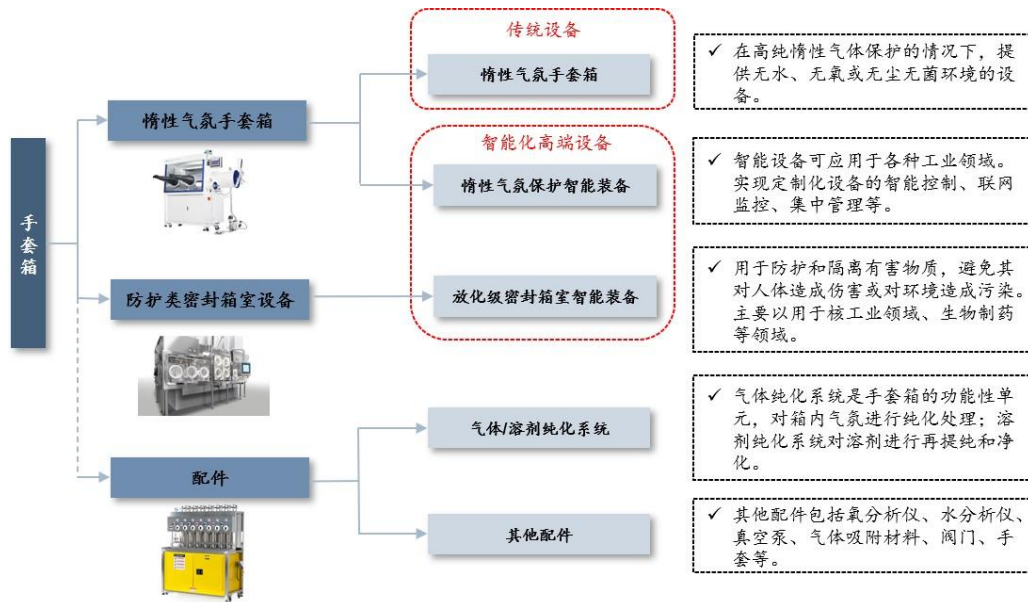 传统设备
惰性气氛手套箱
✓ 在高纯惰性气体保护的情况下，提
供无水、无氧或无尘无菌环境的设
备。
惰性气氛手套箱
智能化高端设备
惰性气氛保护智能装备
✓ 智能设备可应用于各种工业领域。
实现定制化设备的智能控制、联网
监控、集中管理等。
手套箱
防护类密封箱室设备
放化级密封箱室智能装备
✓ 用于防护和隔离有害物质，避免其
对人体造成伤害或对环境造成污染。
主要以用于核工业领域、生物制药
等领域。
配件
气体/溶剂纯化系统
✓ 气体纯化系统是手套箱的功能性单
元，对箱内气氛进行纯化处理；溶
剂纯化系统对溶剂进行再提纯和净
化。
其他配件
✓ 其他配件包括氧分析仪、水分析仪、
真空泵、气体吸附材料、阀门、手
套等。